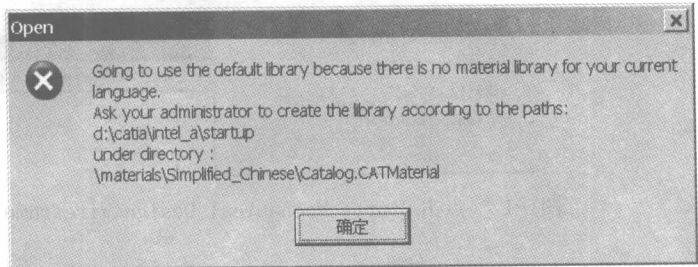 Open
Going to use the default library because there is no material library for your current
language.
Ask your administrator to create the library according to the paths:
d:\catia\intel_a\startup
under directory :
\materials\Simplified_Chinese\Catalog.CATMaterial
确定